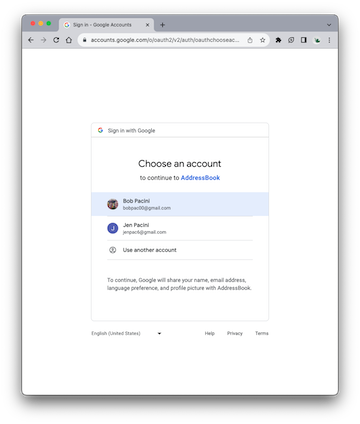 Sign in - Google Accounts
accounts.google.com/o/oauth2/v2/auth/oauthchooseac...
Sign in with Google
Choose an account
to continue to AddressBook
Bob Pacini
bobpac00@gmail.com
J
Jen Pacini
jenpac6@gmail.com
Use another account
To continue, Google will share your name, email address,
language preference, and profile picture with AddressBook.
English (United States)
Help Privacy Terms